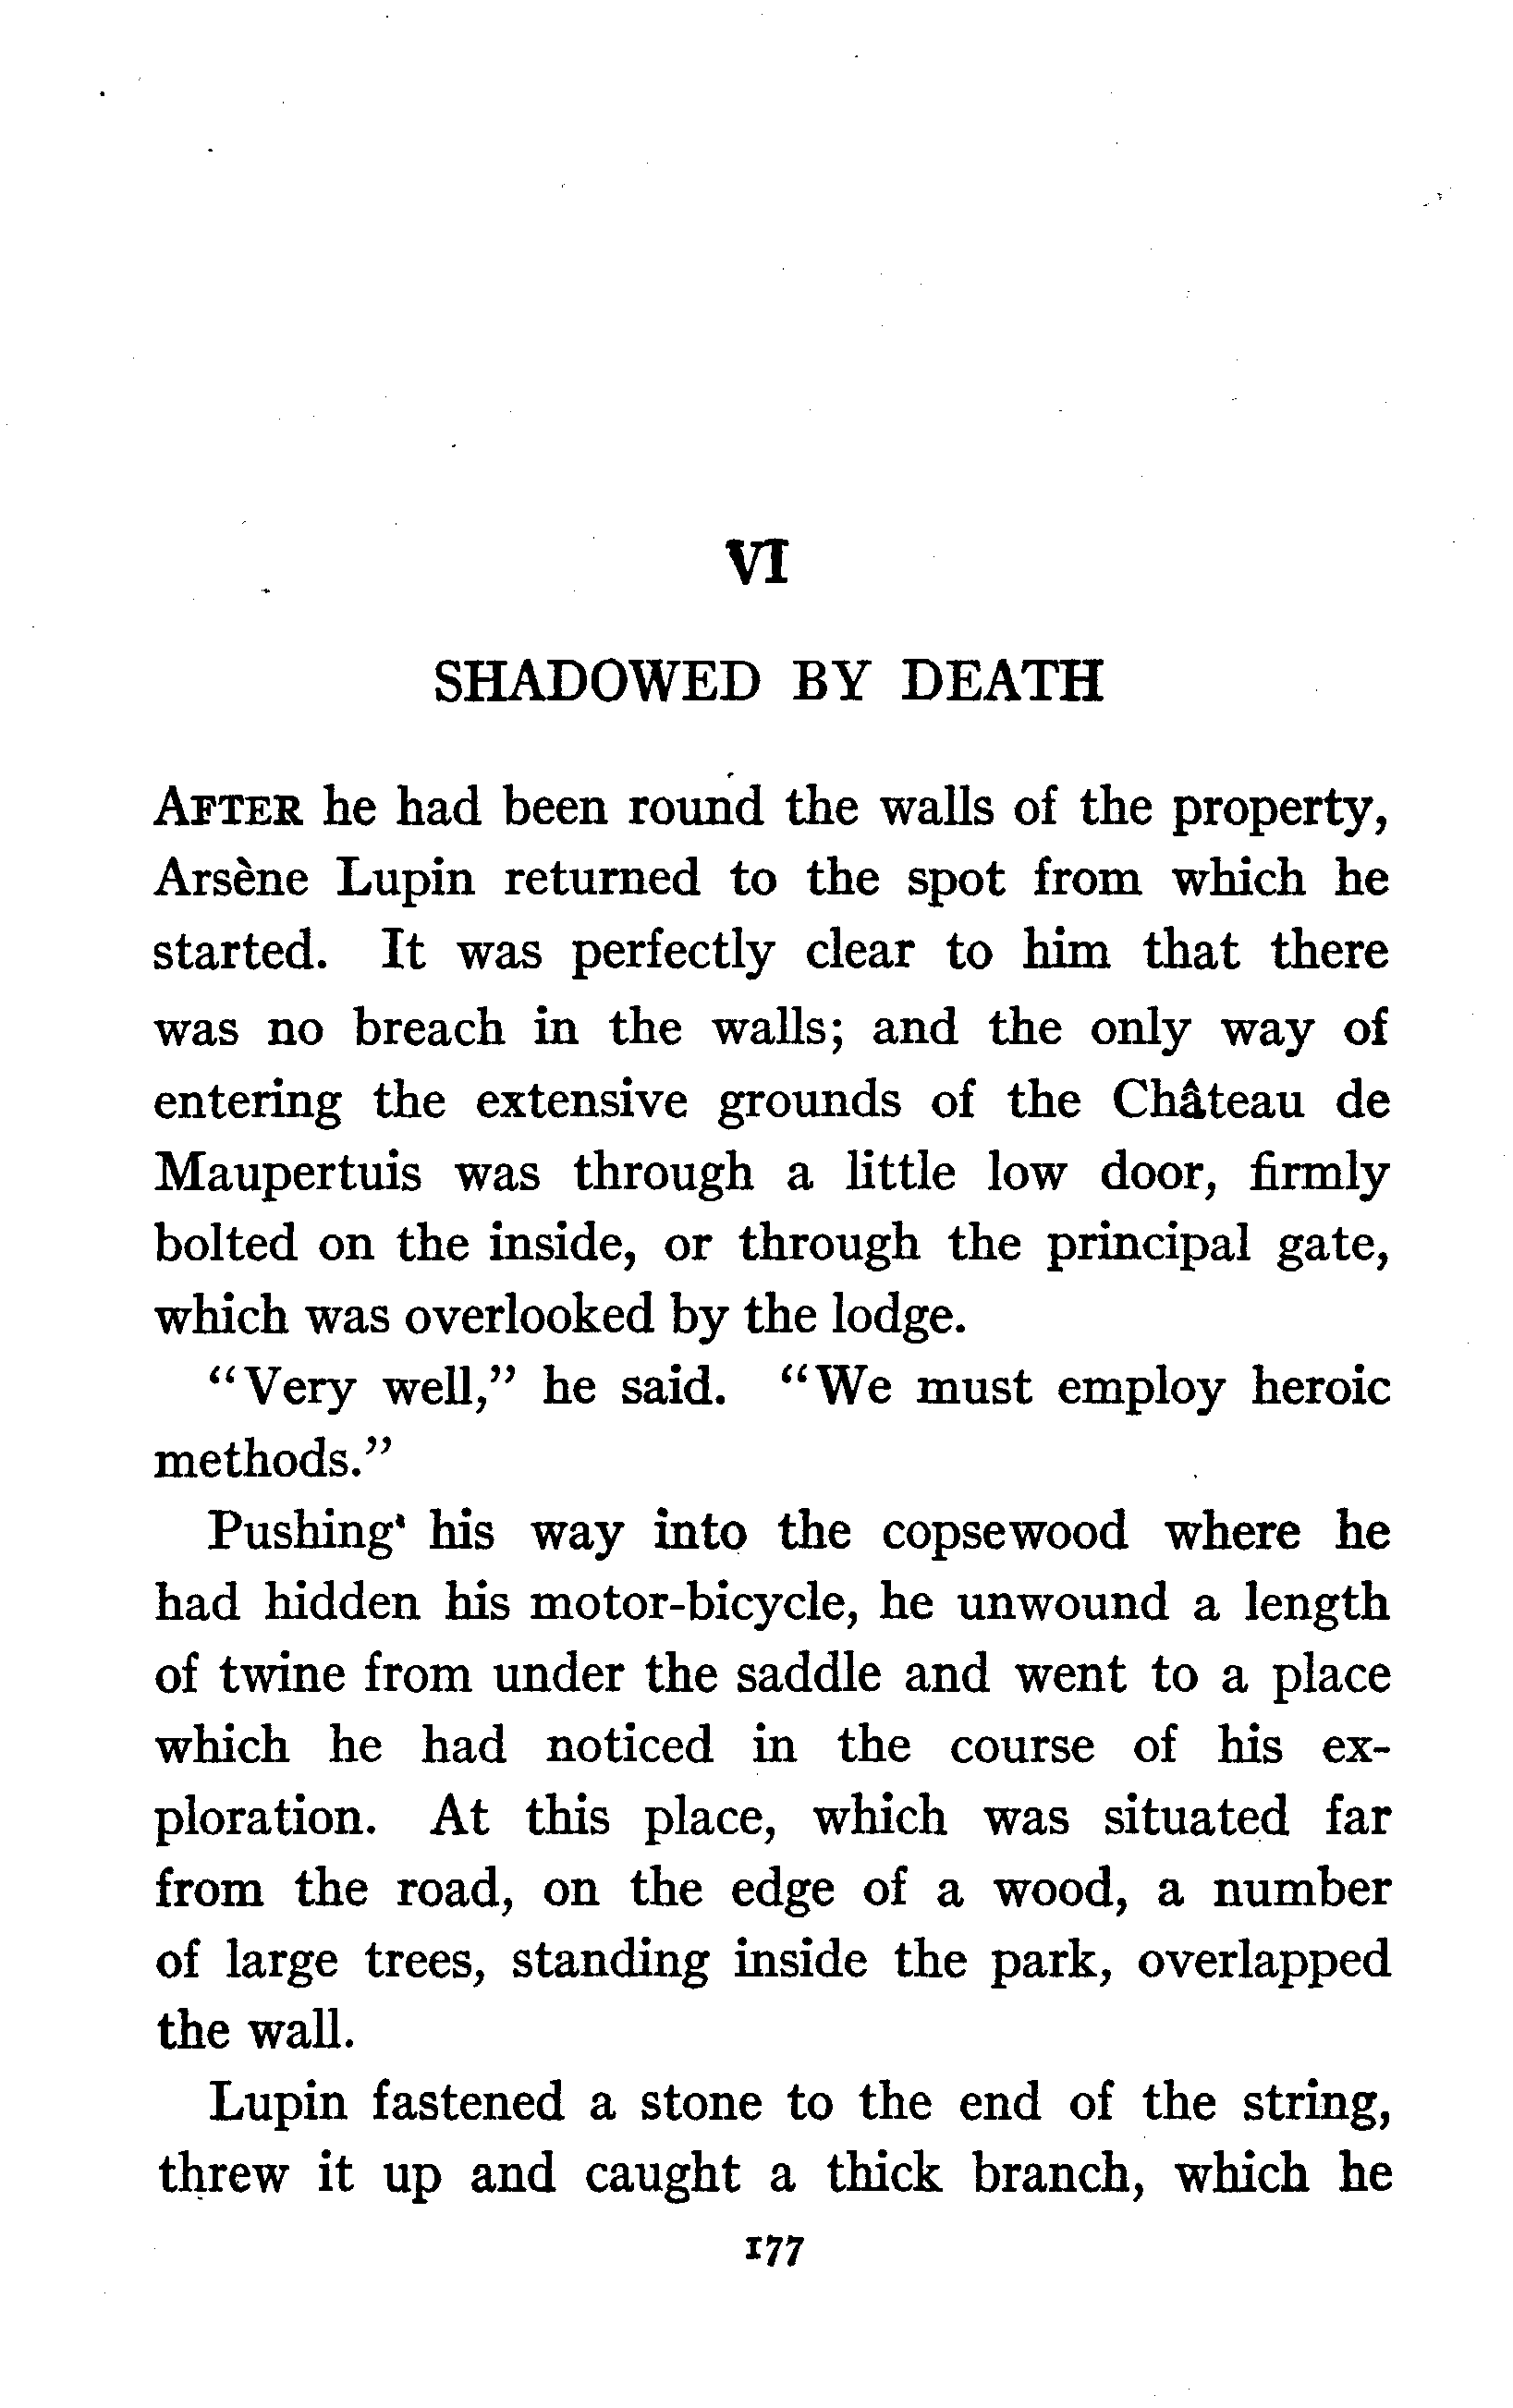 VI
SHADOWED BY DEATH
AFTER he had been round the walls of the property,
Arsène Lupin returned to the spot from which he
started. It was perfectly clear to him that there
was no breach in the walls; and the only way of
entering the extensive grounds of the Château de
Maupertuis was through a little low door, firmly
bolted on the inside, or through the principal gate,
which was overlooked by the lodge.
"Very well," he said. "We must employ heroic
methods."
Pushing his way into the copsewood where he
had hidden his motor-bicycle, he unwound a length
of twine from under the saddle and went to a place
which he had noticed in the course of his ex-
ploration. At this place, which was situated far
from the road, on the edge of a wood, a number
of large trees, standing inside the park, overlapped
the wall.
Lupin fastened a stone to the end of the string,
threw it up and caught a thick branch, which he
177